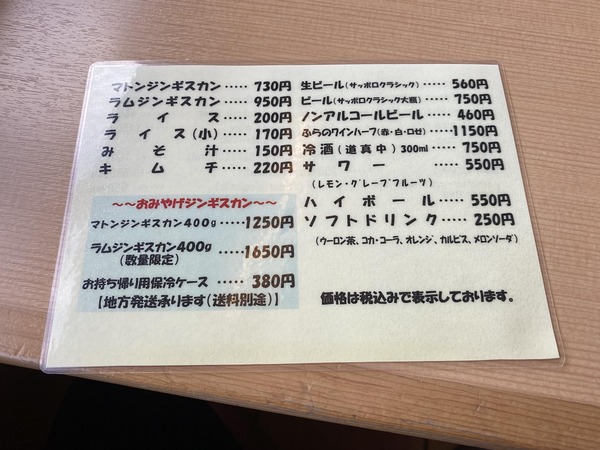 マトンジンギスカン ····· 730円
ラムジンギスカン ····· 950円
ライス ····· 200円
ライス(小) ····· 170円
みそ汁 ····· 150円
キムチ ····· 220円
～～おみやげジンギスカン～～
マトンジンギスカン400g ·····1250円
ラムジンギスカン400g ·····1650円
(数量限定)
お持ち帰り用保冷ケース ····· 380円
【地方発送承ります(送料別途)】
生ビール(サッポロクラシック) ····· 560円
ビール(サッポロクラシック大瓶) ····· 750円
ノンアルコールビール ····· 460円
ふらのワインハーフ(赤・白・ロゼ) ····1150円
冷酒(道真中)300ml ····· 750円
サワー ····· 550円
(レモン・グレープフルーツ)
ハイボール ····· 550円
ソフトドリンク ····· 250円
(ウーロン茶、コカ・コーラ、オレンジ、カルピス、メロンソーダ)
価格は税込みで表示しております。